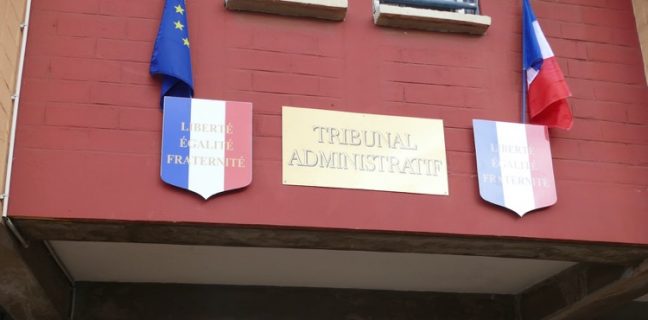 LIBERTÉ
ÉGALITÉ
FRATERNITÉ
TRIBUNAL
ADMINISTRATIF
LIBERTÉ
ÉGALITÉ
FRATERNITÉ